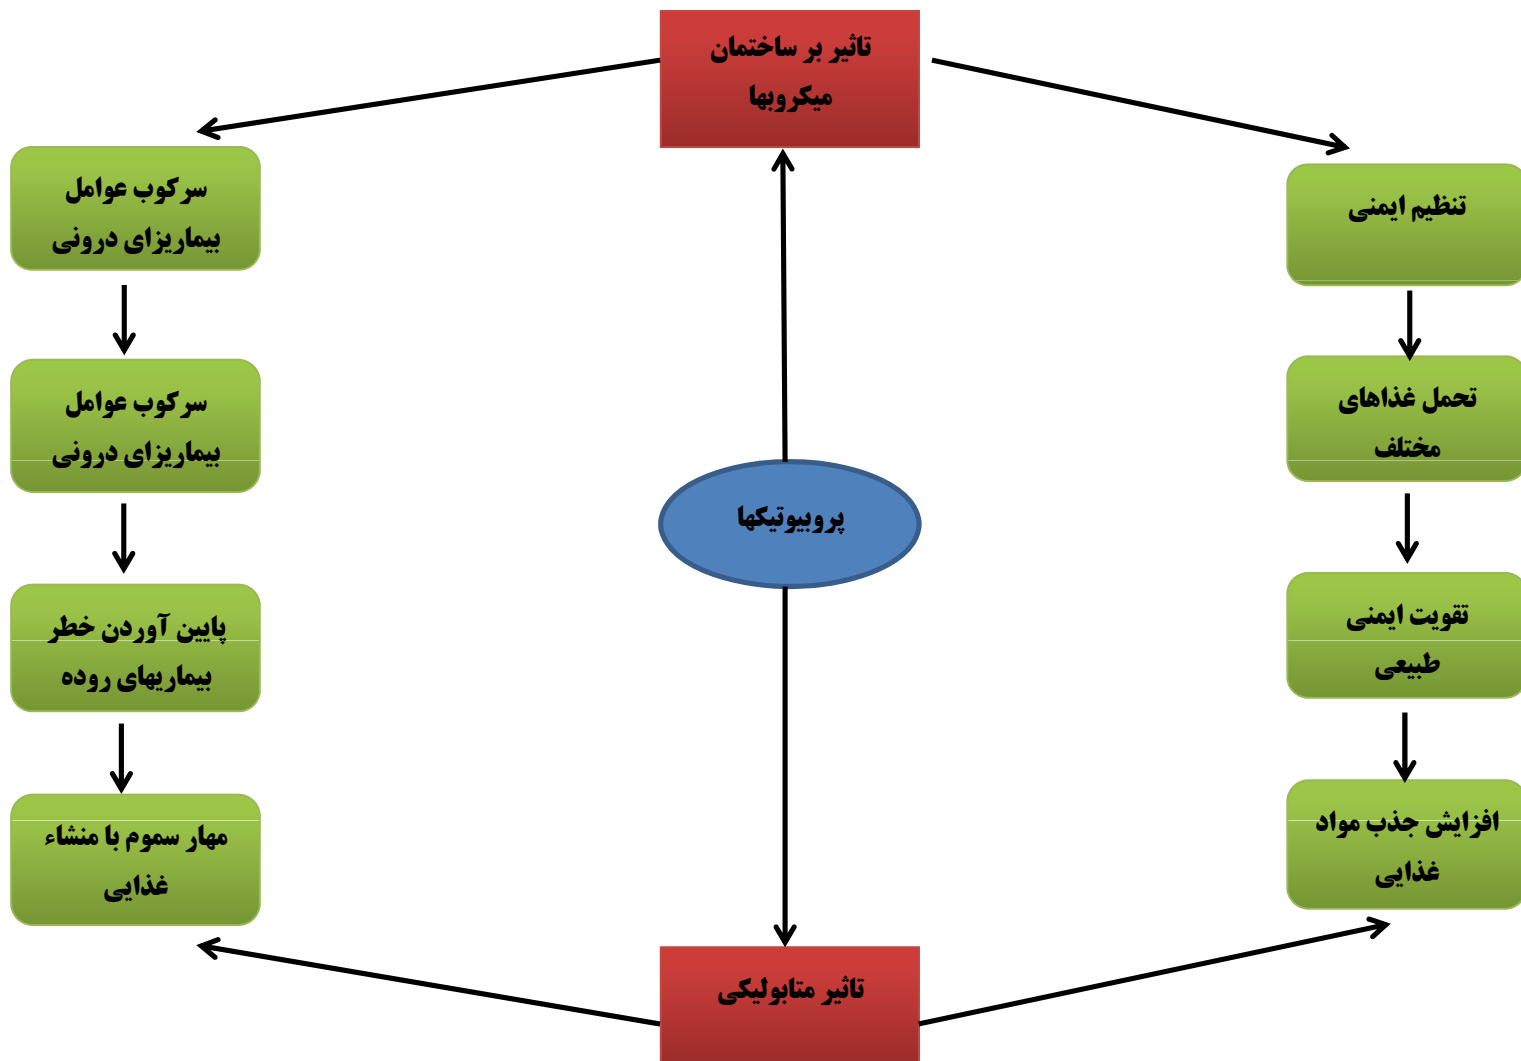 تاثیر بر ساختمان
میکروبها
تنظیم ایمنی
تحمل غذاهای
مختلف
تقویت ایمنی
طبیعی
افزایش جذب مواد
غذایی
سرکوب عوامل
بیماریزای درونی
سرکوب عوامل
بیماریزای درونی
پایین آوردن خطر
بیماریهای روده
مهار سموم با منشاء
غذایی
پروبیوتیکها
تاثیر متابولیکی